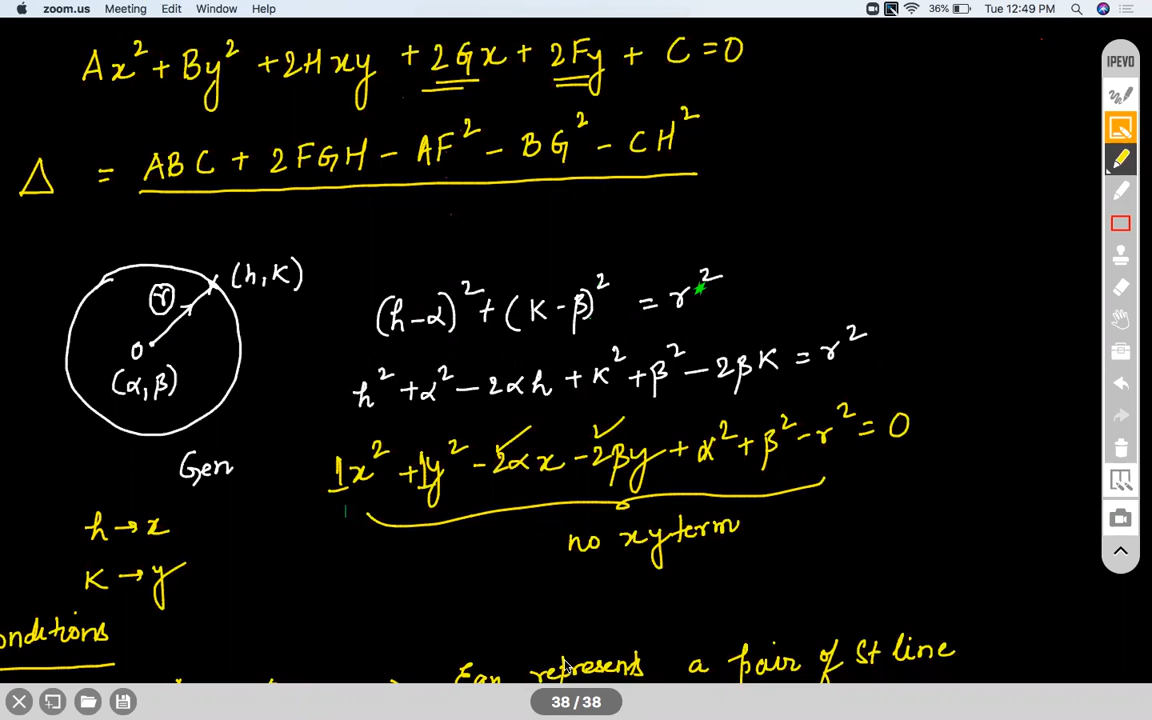 zoom.us Meeting Edit Window Help 36% Tue 12:49 PM
IPEVO
Ax² + By² + 2Hxy + 2Gx + 2Fy + C = 0
Δ = ABC + 2FGH - AF² - BG² - CH²
(h, K)
r
O
(α, β)
Gen
(h-α)² + (K-β)² = r²
h² + α² - 2αh + K² + β² - 2βK = r²
1x² + 1y² - 2αx - 2βy + α² + β² - r² = 0
no xy term
h → x
K → y
onditions
Eqn represents a pair of St line
38 / 38